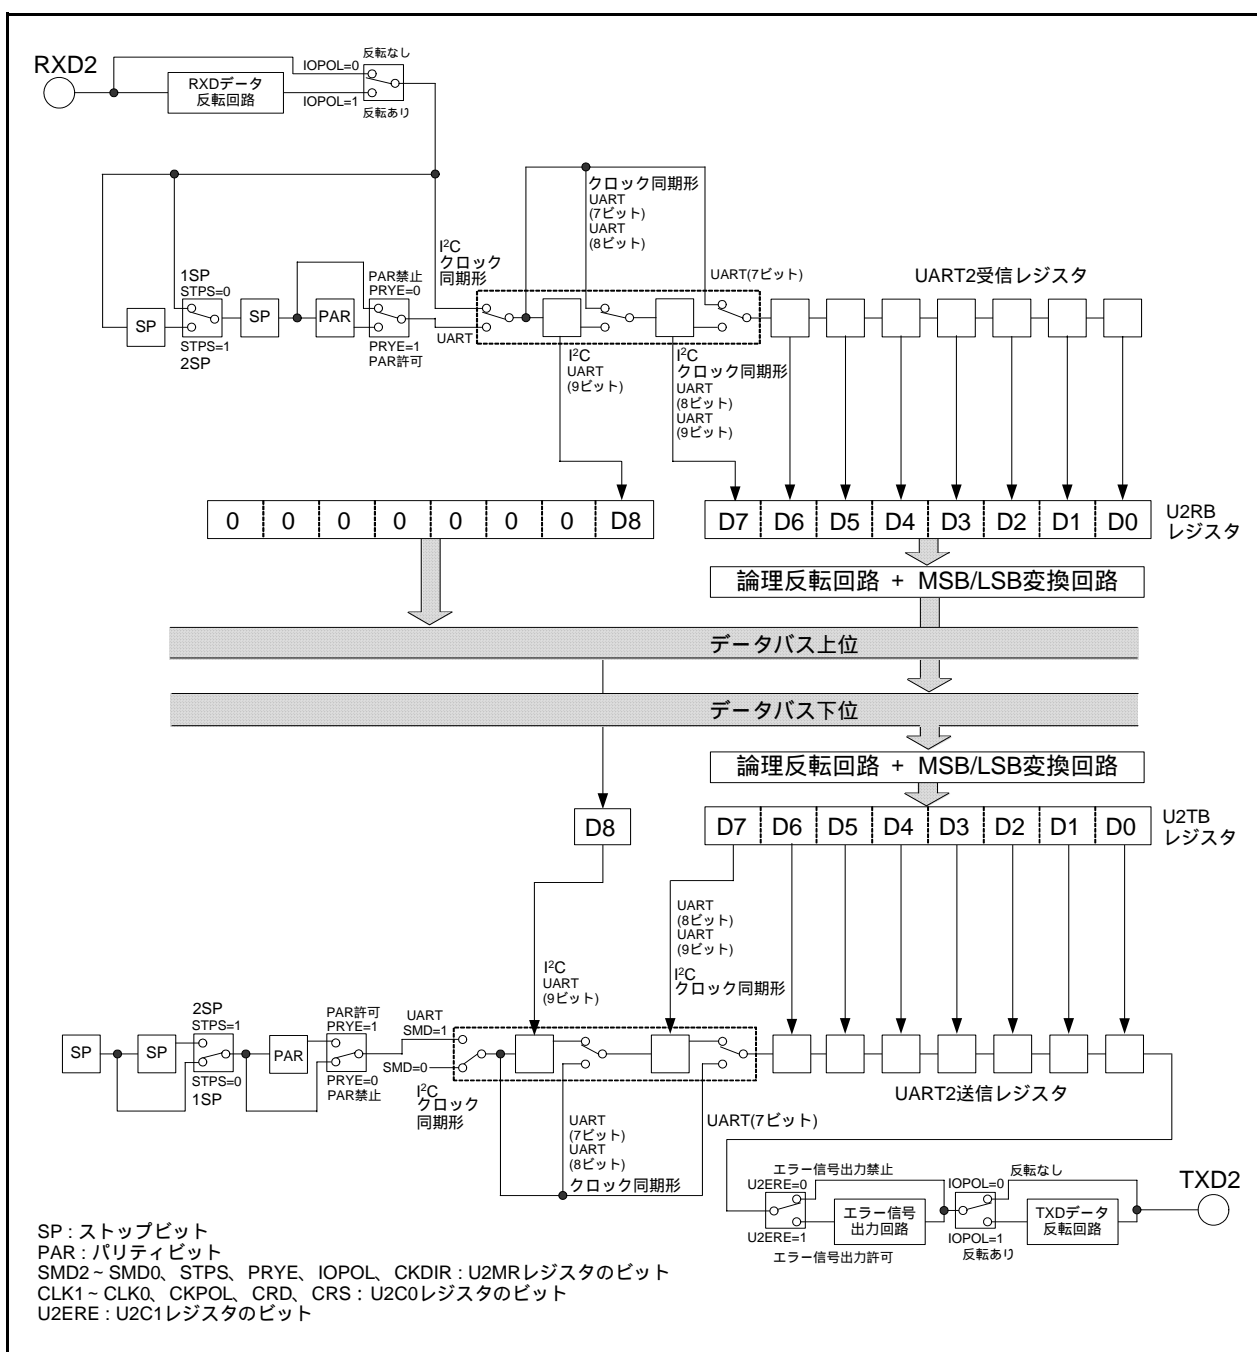 反転なし
RXD2
IOPOL=0
RXDデータ
反転回路
IOPOL=1
反転あり
クロック同期形
UART
(7ビット)
UART
(8ビット)
I²C
クロック
同期形
1SP
STPS=0
PAR禁止
PRYE=0
UART(7ビット)
UART2受信レジスタ
SP
SP
PAR
STPS=1
2SP
PRYE=1
PAR許可
UART
I²C
UART
(9ビット)
I²C
クロック同期形
UART
(8ビット)
UART
(9ビット)
0 0 0 0 0 0 0 D8
D7 D6 D5 D4 D3 D2 D1 D0
U2RB
レジスタ
論理反転回路 + MSB/LSB変換回路
データバス上位
データバス下位
論理反転回路 + MSB/LSB変換回路
D8
D7 D6 D5 D4 D3 D2 D1 D0
U2TB
レジスタ
UART
(8ビット)
UART
(9ビット)
I²C
クロック同期形
I²C
UART
(9ビット)
2SP
STPS=1
PAR許可
PRYE=1
UART
SMD=1
SP
SP
PAR
SMD=0
STPS=0
1SP
PRYE=0
PAR禁止
I²C
クロック
同期形
UART2送信レジスタ
UART
(7ビット)
UART
(8ビット)
クロック同期形
UART(7ビット)
エラー信号出力禁止
U2ERE=0
IOPOL=0
反転なし
TXD2
エラー信号
出力回路
TXDデータ
反転回路
U2ERE=1
エラー信号出力許可
IOPOL=1
反転あり
SP : ストップビット
PAR : パリティビット
SMD2~SMD0、STPS、PRYE、IOPOL、CKDIR : U2MRレジスタのビット
CLK1~CLK0、CKPOL、CRD、CRS : U2C0レジスタのビット
U2ERE : U2C1レジスタのビット